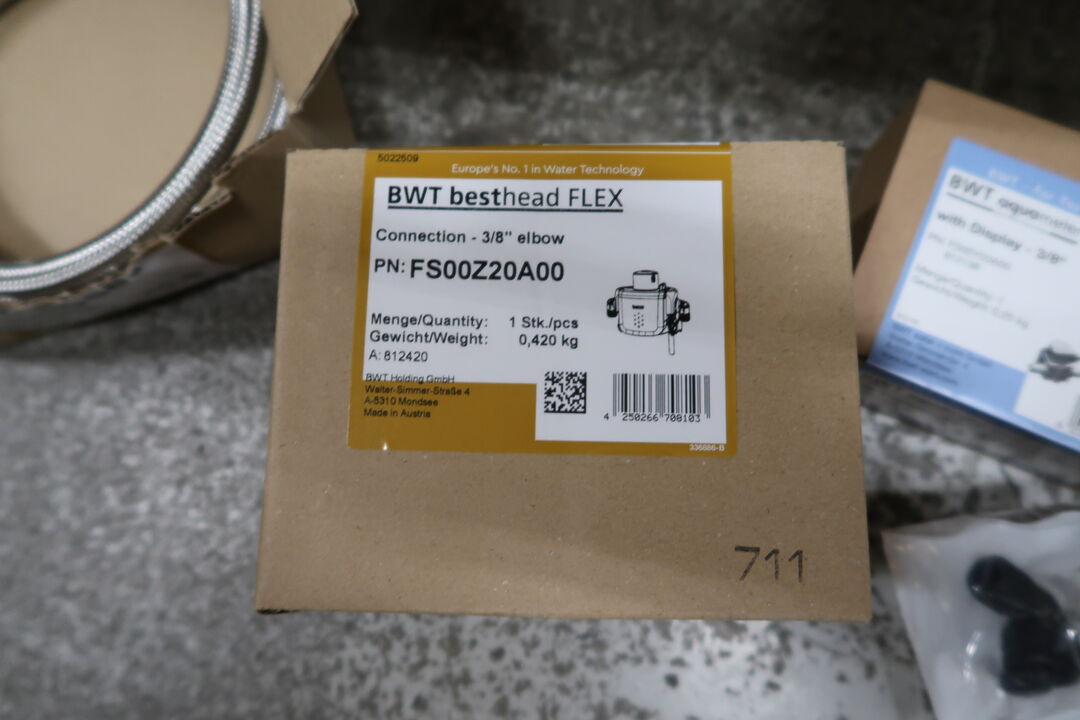 5022509
Europe's No. 1 in Water Technology
BWT besthead FLEX
Connection - 3/8" elbow
PN: FS00Z20A00
Menge/Quantity: 1 Stk./pcs
Gewicht/Weight: 0,420 kg
A: 812420
BWT Holding GmbH
Walter-Simmer-Straße 4
A-5310 Mondsee
Made in Austria
4 250266 708103
336886-B
711
BWT aquameter
with Display - 3/8"
Menge/Quantity: 1
Gewicht/Weight: